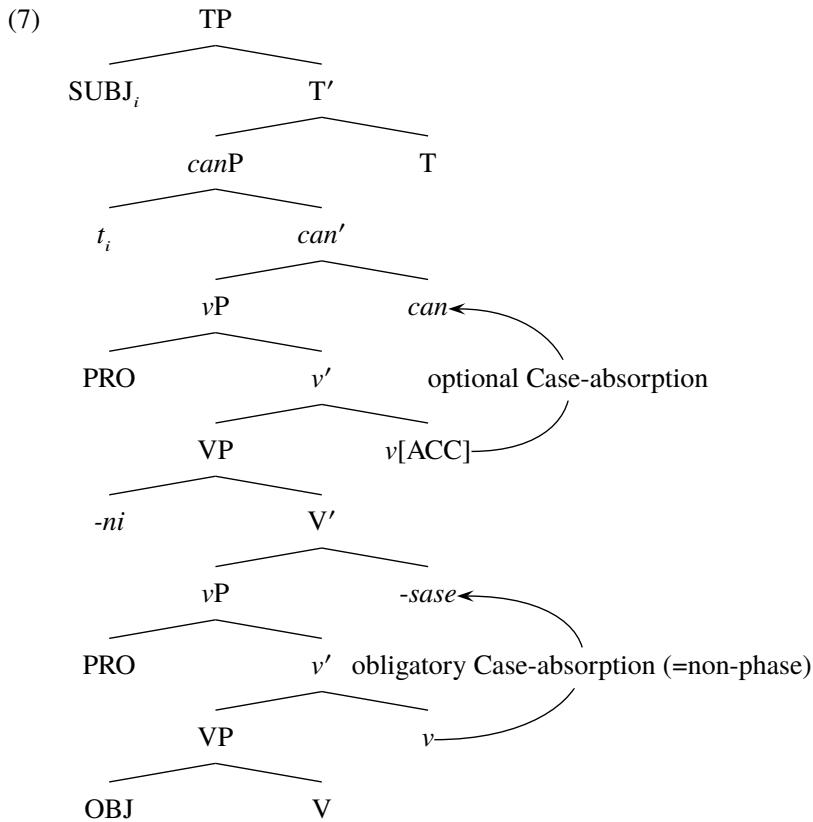 (7) TP
SUBJᵢ T′
canP T
tᵢ can′
vP can
PRO v′ optional Case-absorption
VP v[ACC]
-ni V′
vP -sase
PRO v′ obligatory Case-absorption (=non-phase)
VP v
OBJ V